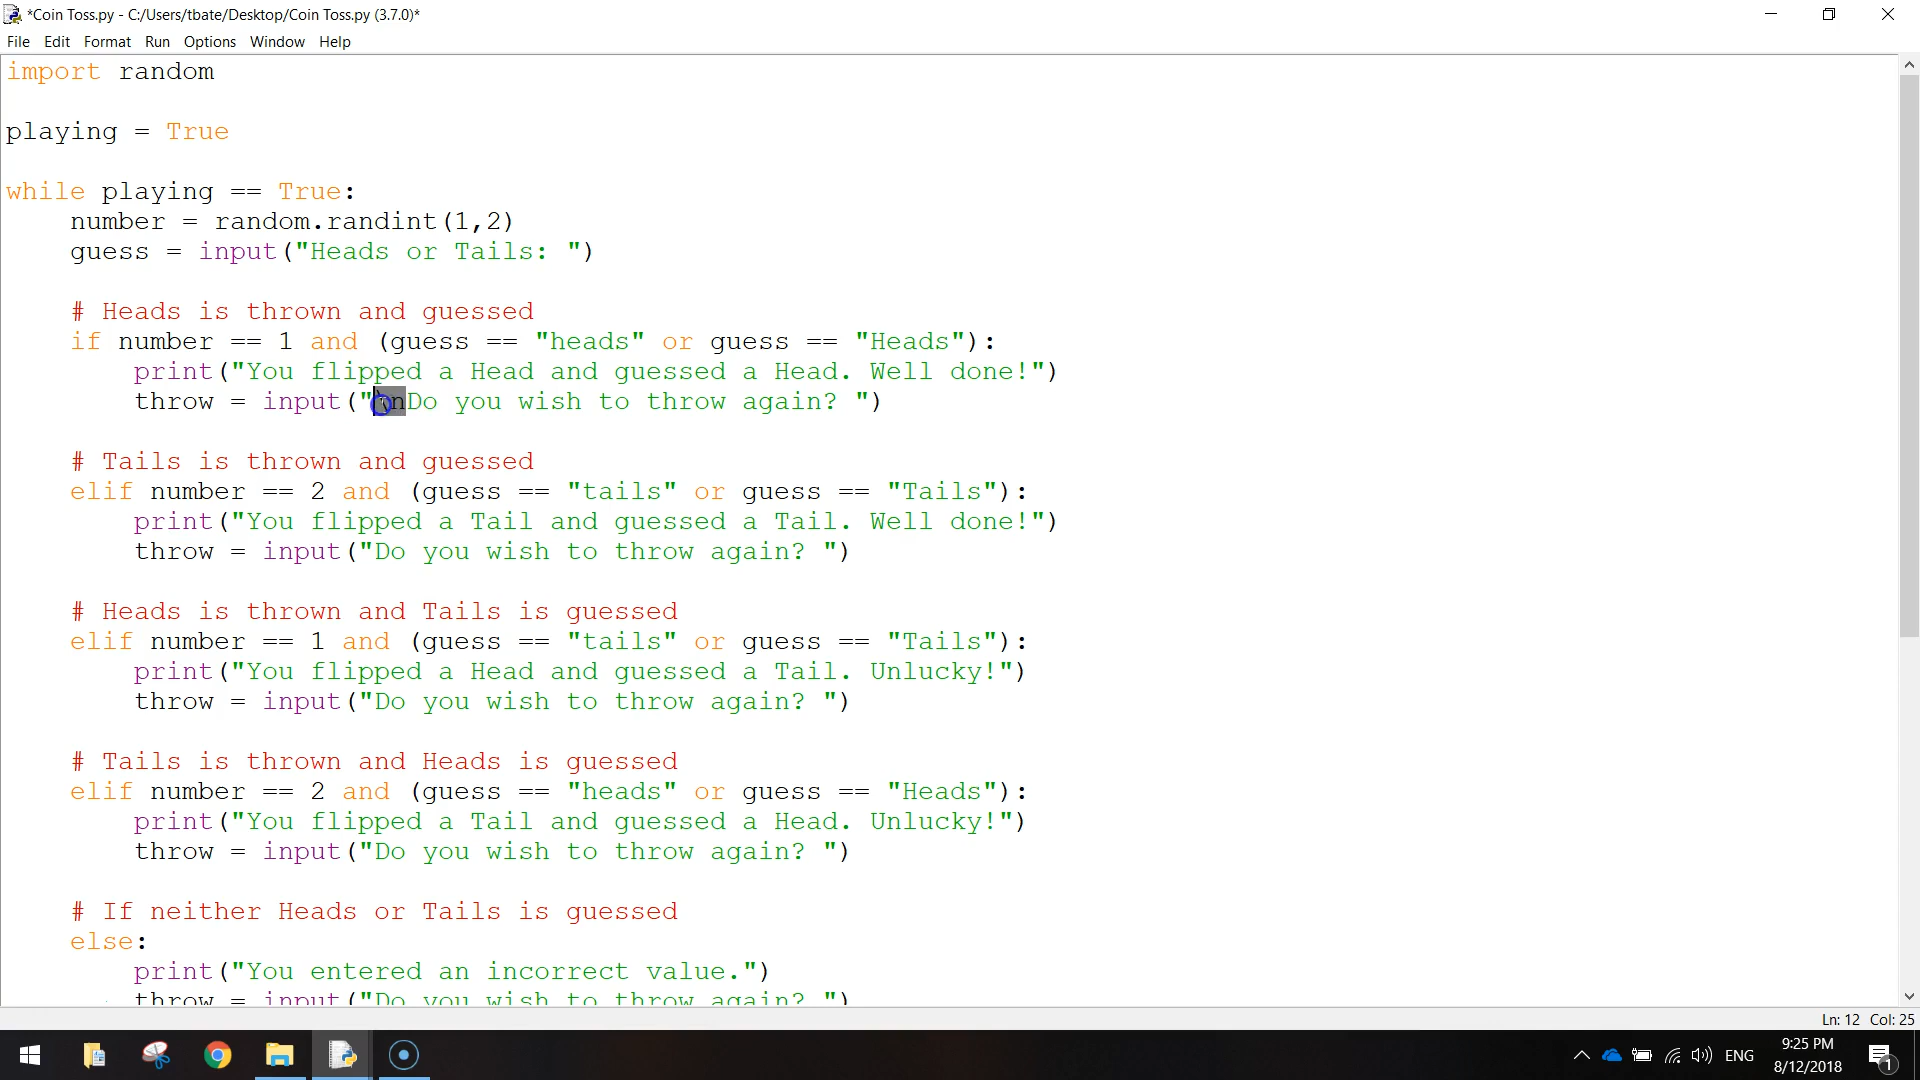 *Coin Toss.py - C:/Users/tbate/Desktop/Coin Toss.py (3.7.0)*
File Edit Format Run Options Window Help
import random
playing = True
while playing == True:
number = random.randint(1,2)
guess = input("Heads or Tails: ")
# Heads is thrown and guessed
if number == 1 and (guess == "heads" or guess == "Heads"):
print("You flipped a Head and guessed a Head. Well done!")
throw = input("\nDo you wish to throw again? ")
# Tails is thrown and guessed
elif number == 2 and (guess == "tails" or guess == "Tails"):
print("You flipped a Tail and guessed a Tail. Well done!")
throw = input("Do you wish to throw again? ")
# Heads is thrown and Tails is guessed
elif number == 1 and (guess == "tails" or guess == "Tails"):
print("You flipped a Head and guessed a Tail. Unlucky!")
throw = input("Do you wish to throw again? ")
# Tails is thrown and Heads is guessed
elif number == 2 and (guess == "heads" or guess == "Heads"):
print("You flipped a Tail and guessed a Head. Unlucky!")
throw = input("Do you wish to throw again? ")
# If neither Heads or Tails is guessed
else:
print("You entered an incorrect value.")
throw = input("Do you wish to throw again? ")
Ln: 12 Col: 25
ENG
9:25 PM
8/12/2018
1